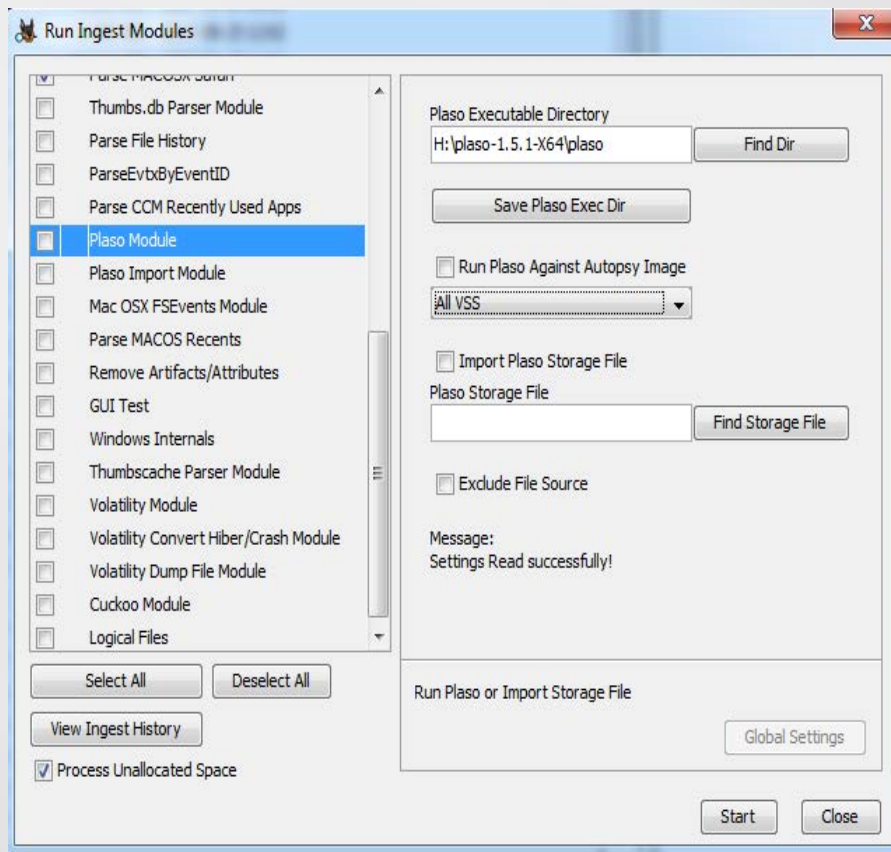 Run Ingest Modules
Parse MACOSX Safari
Thumbs.db Parser Module
Parse File History
ParseEvtxByEventID
Parse CCM Recently Used Apps
Plaso Module
Plaso Import Module
Mac OSX FSEvents Module
Parse MACOS Recents
Remove Artifacts/Attributes
GUI Test
Windows Internals
Thumbscache Parser Module
Volatility Module
Volatility Convert Hiber/Crash Module
Volatility Dump File Module
Cuckoo Module
Logical Files
Select All
Deselect All
View Ingest History
Process Unallocated Space
Plaso Executable Directory
H:\plaso-1.5.1-X64\plaso
Find Dir
Save Plaso Exec Dir
Run Plaso Against Autopsy Image
All VSS
Import Plaso Storage File
Plaso Storage File
Find Storage File
Exclude File Source
Message:
Settings Read successfully!
Run Plaso or Import Storage File
Global Settings
Start
Close